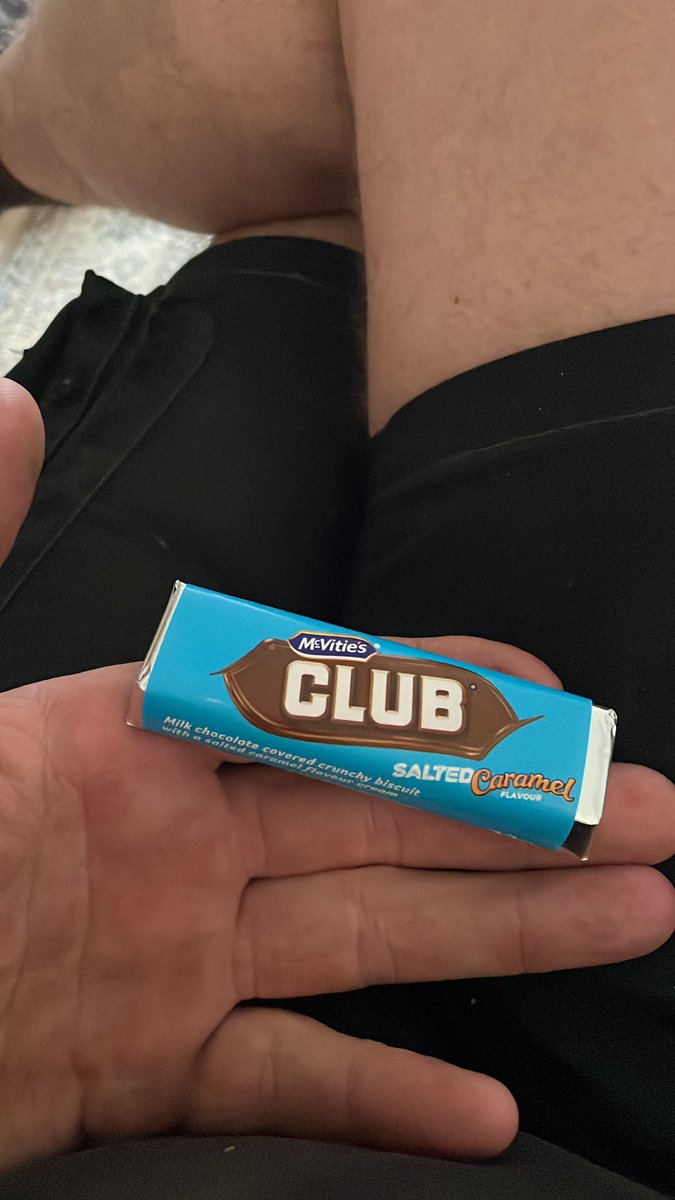 McVitie's
CLUB
Milk chocolate covered crunchy biscuit
with a salted caramel flavour cream
SALTED Caramel
FLAVOUR